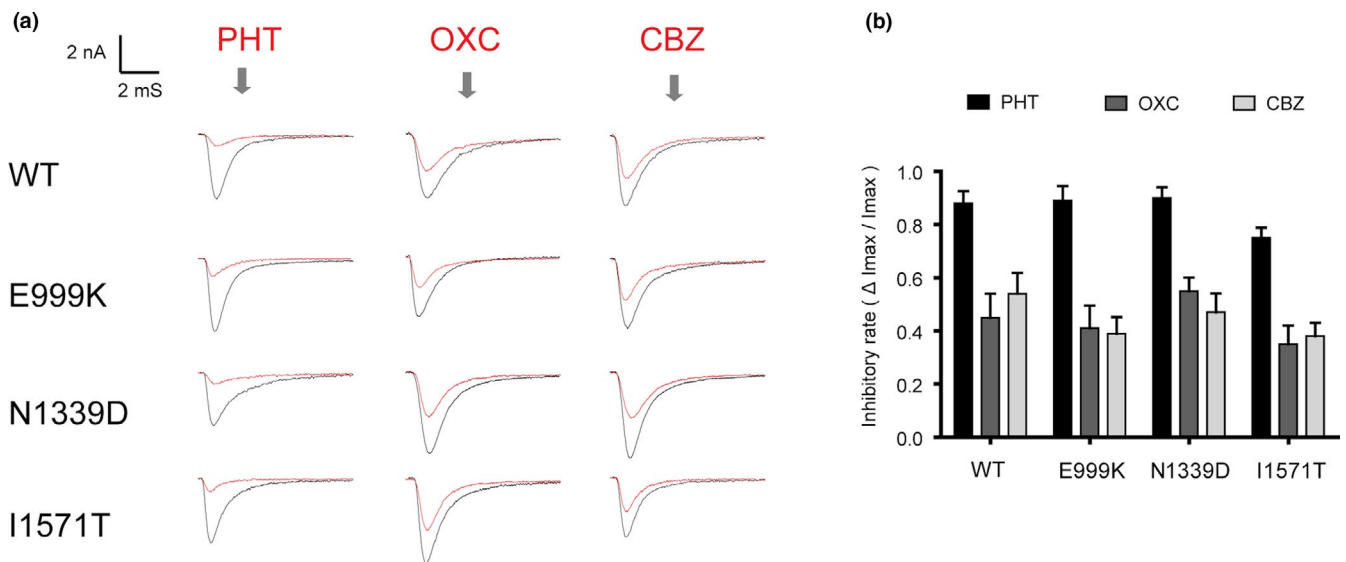 (a)
2 nA
2 mS
PHT OXC CBZ
WT
E999K
N1339D
I1571T
(b)
PHT OXC CBZ
Inhibitory rate ( Δ Imax / Imax)
1.0
0.8
0.6
0.4
0.2
0.0
WT E999K N1339D I1571T